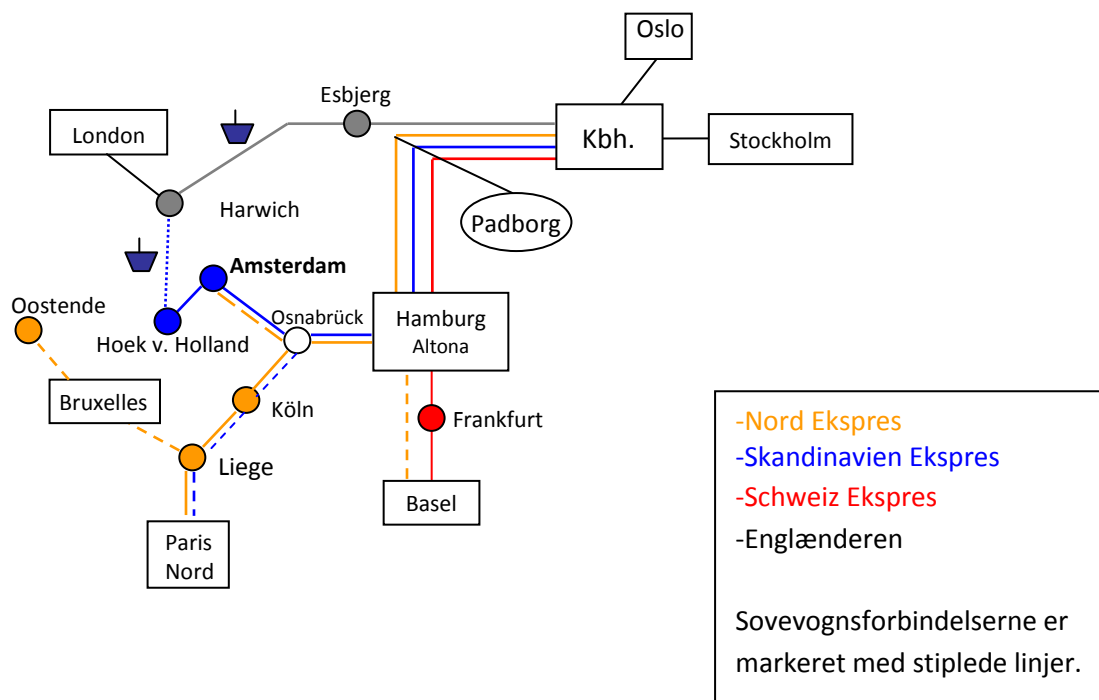 Oslo
Esbjerg
London
Kbh.
Stockholm
Harwich
Padborg
Amsterdam
Oostende
Osnabrück
Hamburg
Altona
Hoek v. Holland
Bruxelles
Köln
Frankfurt
Liege
Basel
Paris
Nord
-Nord Ekspres
-Skandinavien Ekspres
-Schweiz Ekspres
-Englænderen
Sovevognsforbindelserne er
markeret med stiplede linjer.